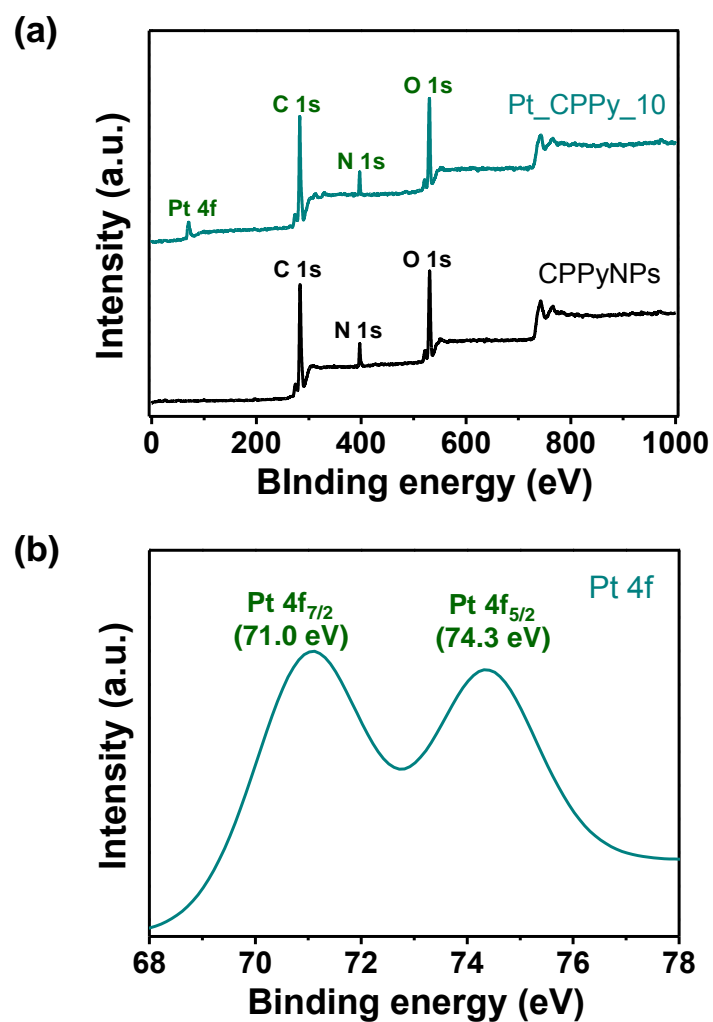 (a)
Intensity (a.u.)
Pt_CPPy_10
O 1s
C 1s
N 1s
Pt 4f
CPPyNPs
O 1s
C 1s
N 1s
0 200 400 600 800 1000
BInding energy (eV)
(b)
Intensity (a.u.)
Pt 4f
Pt 4f7/2
(71.0 eV)
Pt 4f5/2
(74.3 eV)
68 70 72 74 76 78
Binding energy (eV)